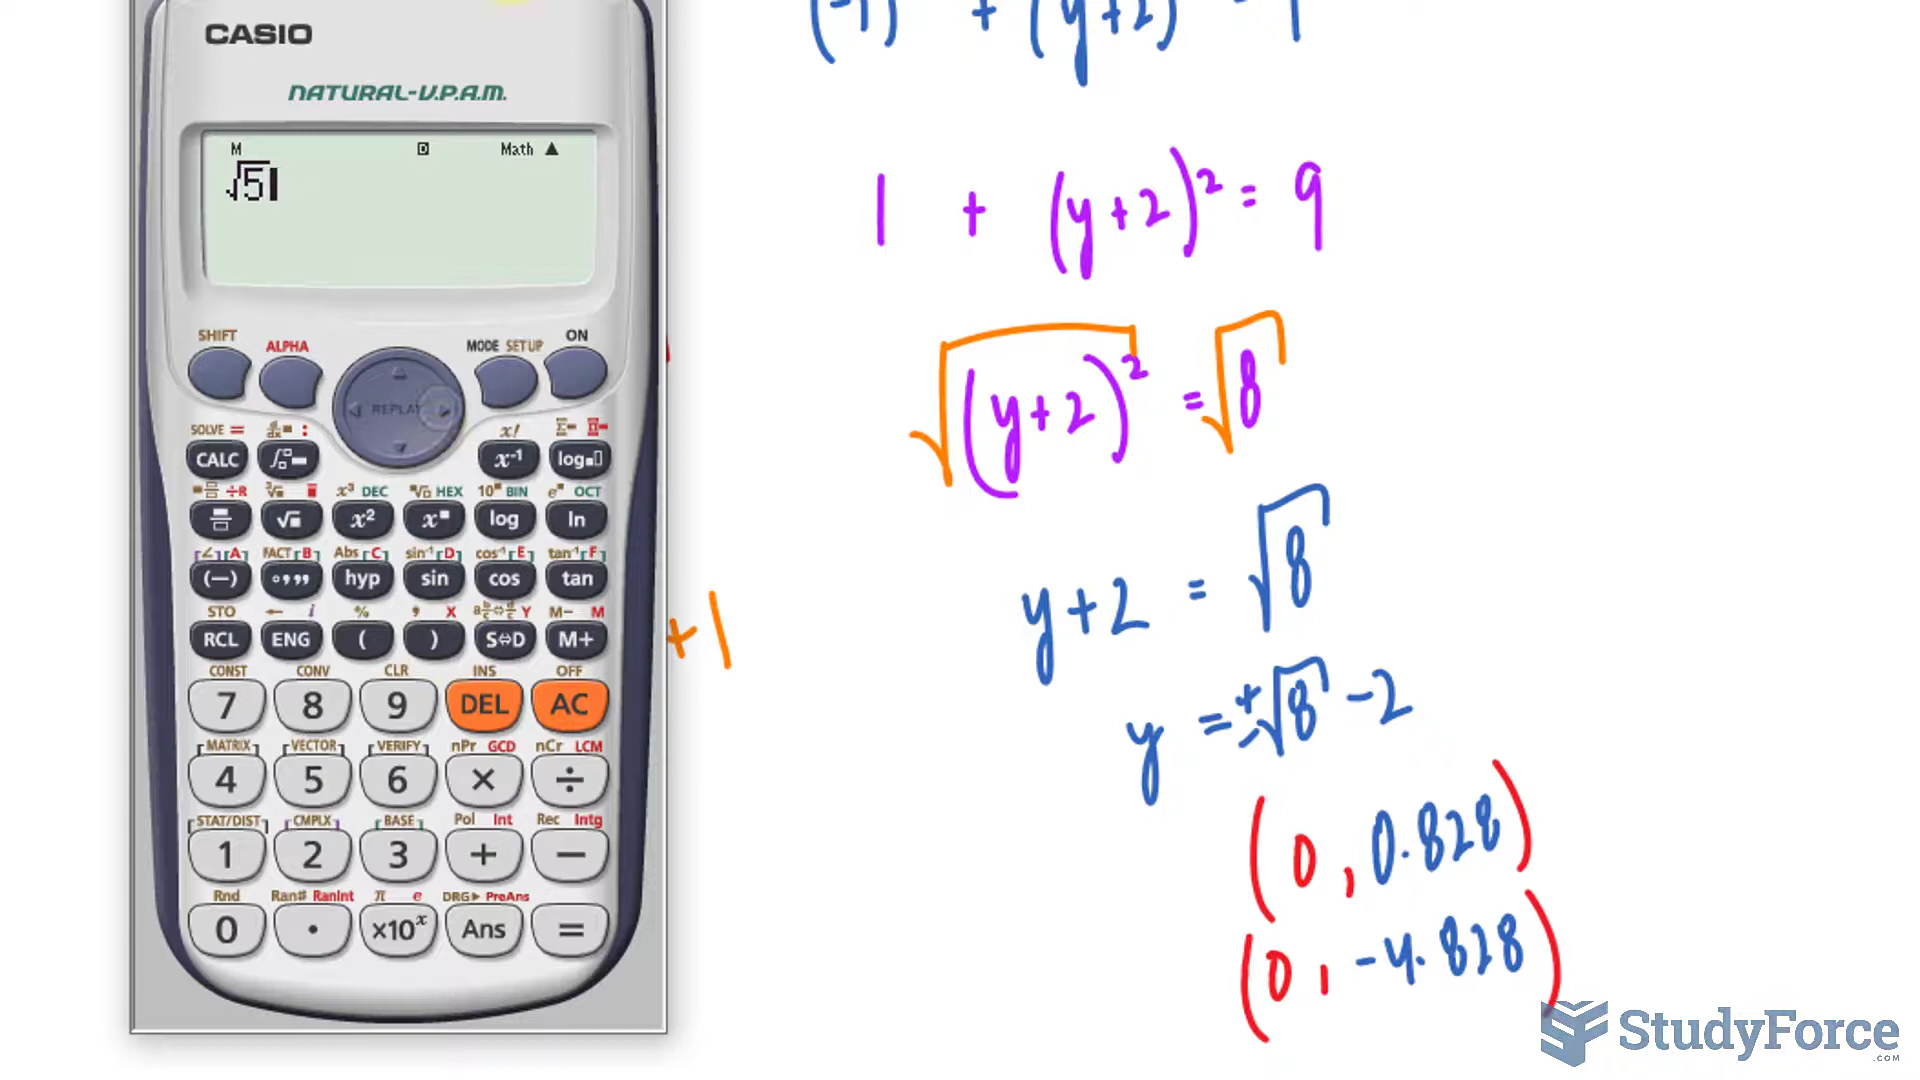 CASIO
NATURAL-V.P.A.M.
M D Math ▲
√5
SHIFT ALPHA MODE SETUP ON
REPLAY
SOLVE = d/dx :
x!
CALC
x⁻¹ log
÷R x³ DEC HEX 10 BIN e OCT
√ x² x log ln
∠ A FACT B Abs C sin⁻¹ D cos⁻¹ E tan⁻¹ F
(−) ° ’ ” hyp sin cos tan
STO ← i % , X Y M− M
RCL ENG ( ) S⇔D M+
CONST CONV CLR INS OFF
7 8 9 DEL AC
MATRIX VECTOR VERIFY nPr GCD nCr LCM
4 5 6 × ÷
STAT/DIST CMPLX BASE Pol Int Rec Intg
1 2 3 + −
Rnd Ran# RanInt π e DRG▶ PreAns
0 • ×10ˣ Ans =
+1
1 + (y+2)² = 9
√(y+2)² = √8
y+2 = √8
y = ±√8 -2
(0, 0.828)
(0, -4.828)
StudyForce
.COM